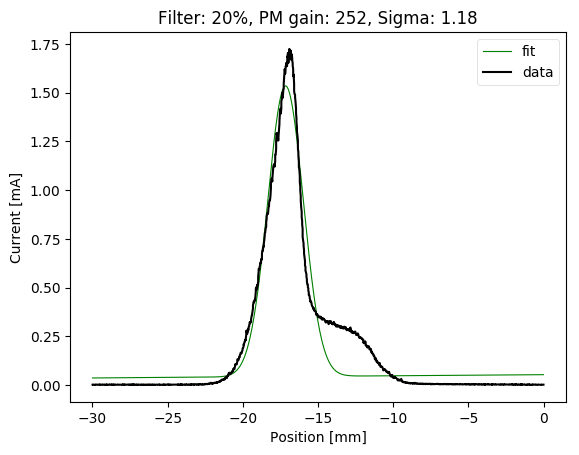 Filter: 20%, PM gain: 252, Sigma: 1.18
fit
data
Current [mA]
1.75
1.50
1.25
1.00
0.75
0.50
0.25
0.00
−30 −25 −20 −15 −10 −5 0
Position [mm]